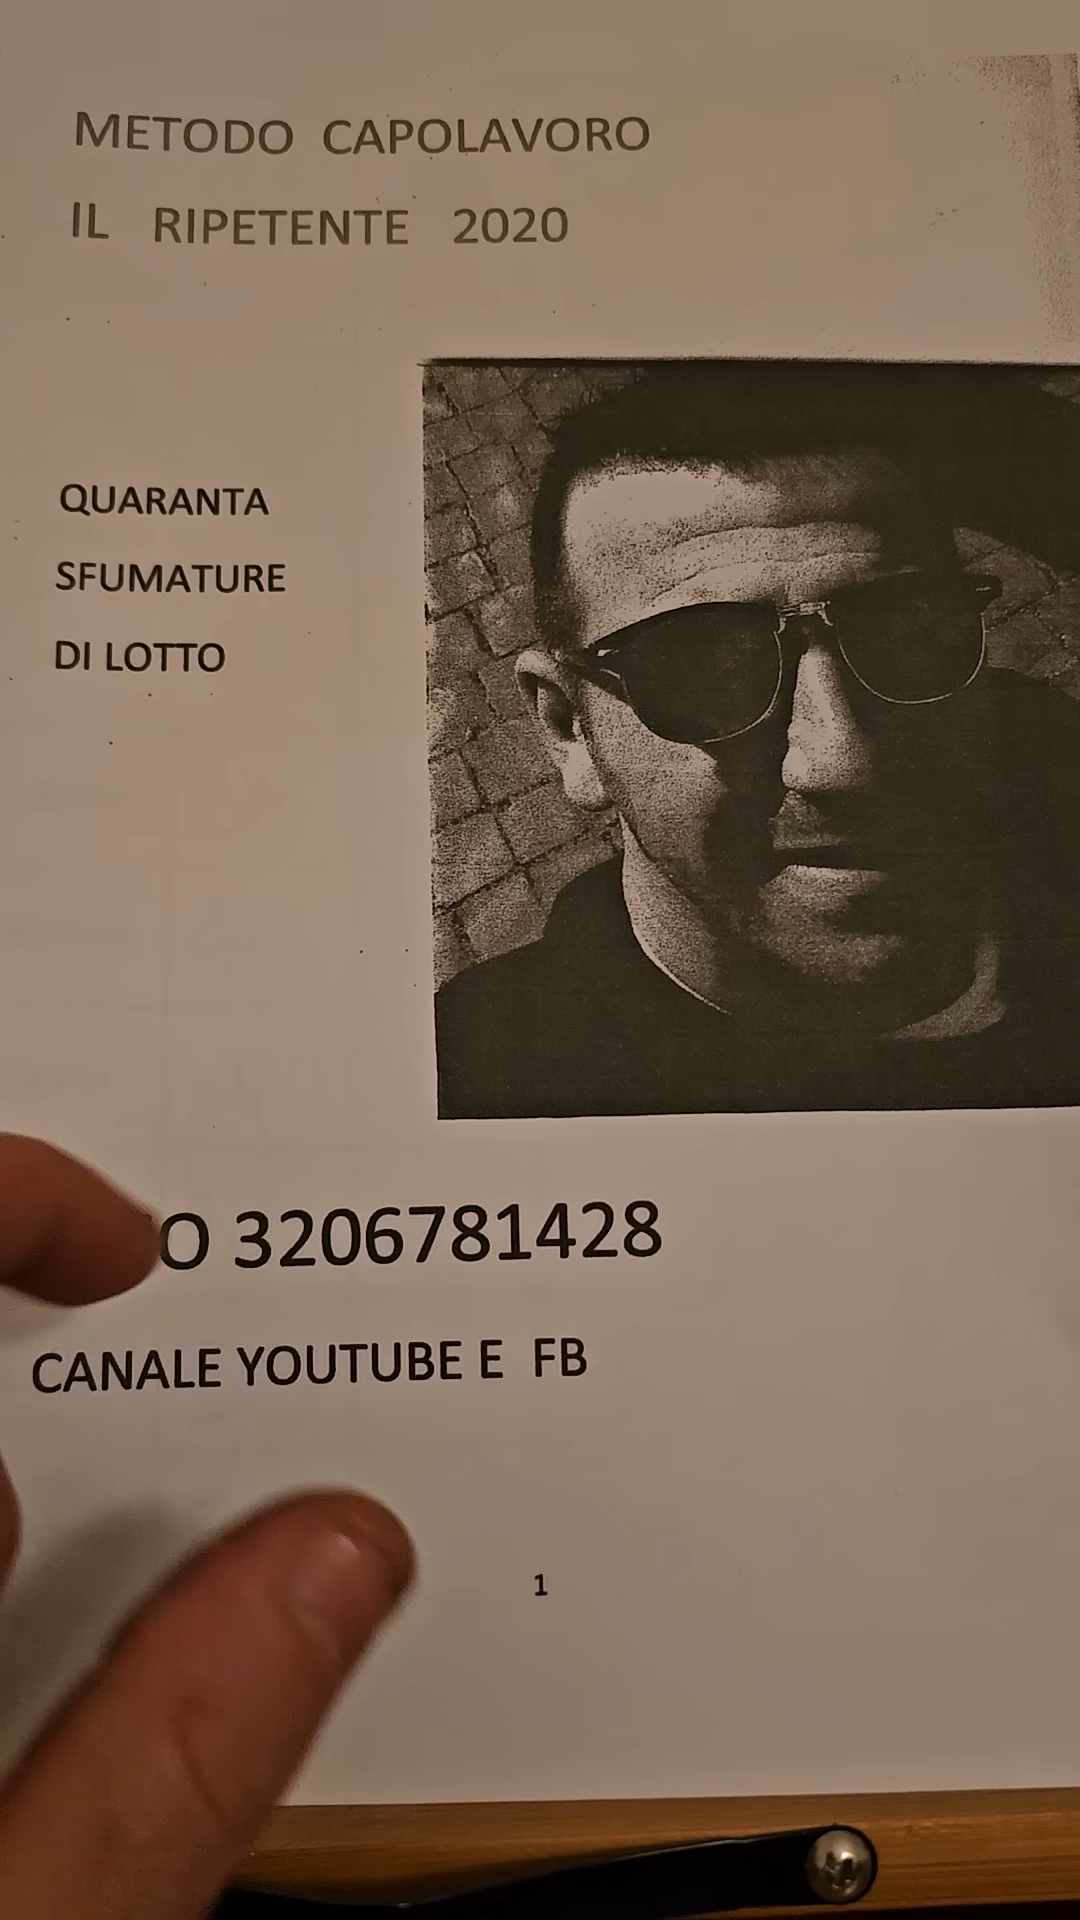 METODO CAPOLAVORO
IL RIPETENTE 2020
QUARANTA
SFUMATURE
DI LOTTO
3206781428
CANALE YOUTUBE E FB
1